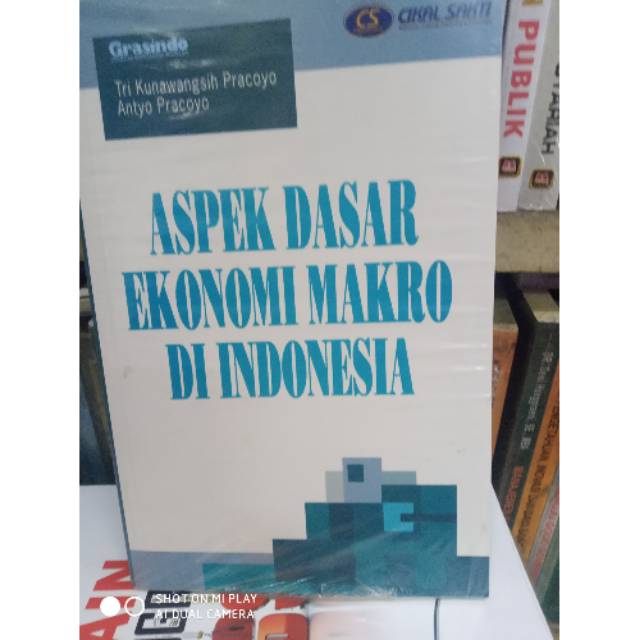 Grasindo
CS CIKAL SAKTI
Tri Kunawangsih Pracoyo
Antyo Pracoyo
ASPEK DASAR
EKONOMI MAKRO
DI INDONESIA
PUBLIK
SHOT ON MI PLAY
AI DUAL CAMERA